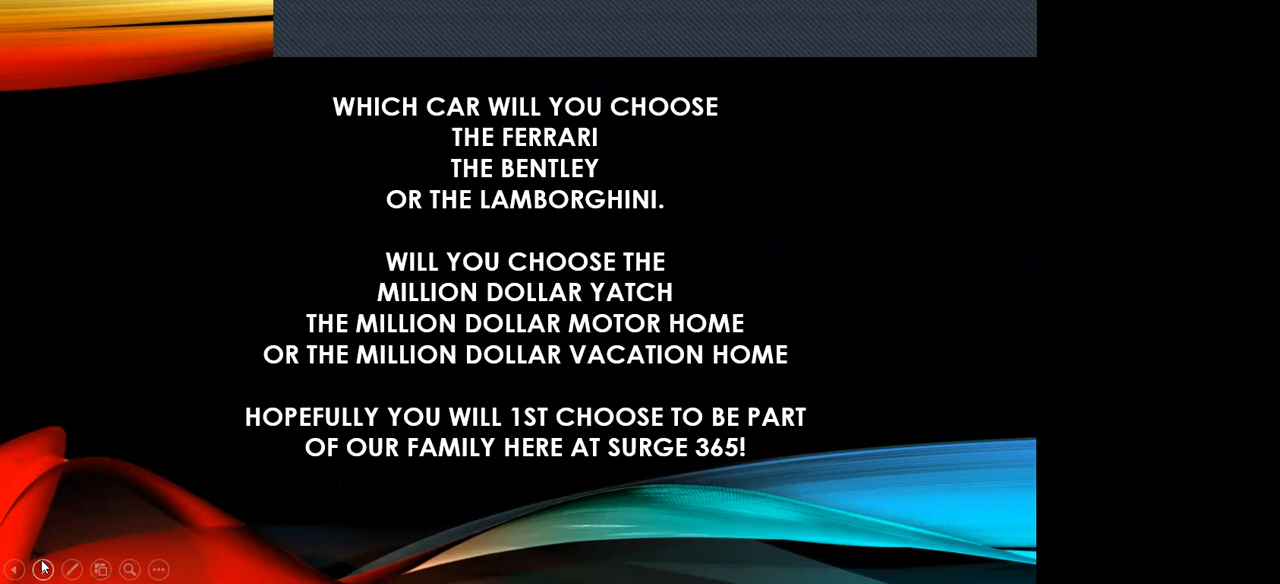 WHICH CAR WILL YOU CHOOSE
THE FERRARI
THE BENTLEY
OR THE LAMBORGHINI.
WILL YOU CHOOSE THE
MILLION DOLLAR YATCH
THE MILLION DOLLAR MOTOR HOME
OR THE MILLION DOLLAR VACATION HOME
HOPEFULLY YOU WILL 1ST CHOOSE TO BE PART
OF OUR FAMILY HERE AT SURGE 365!